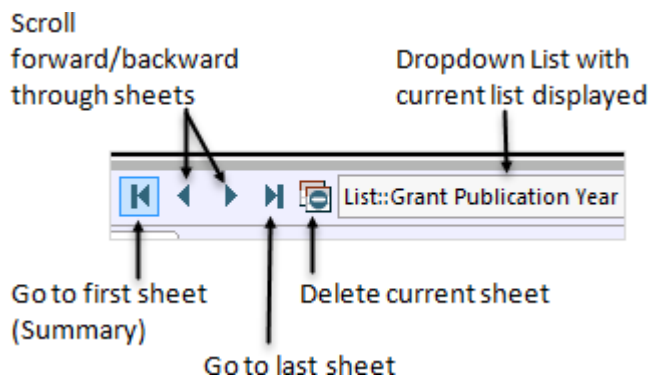 Scroll
forward/backward
through sheets
Dropdown List with
current list displayed
List::Grant Publication Year
Go to first sheet
(Summary)
Delete current sheet
Go to last sheet